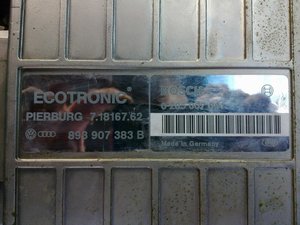 ECOTRONIC®
PIERBURG 7.18167.62
893 907 383 B
BOSCH
Made in Germany